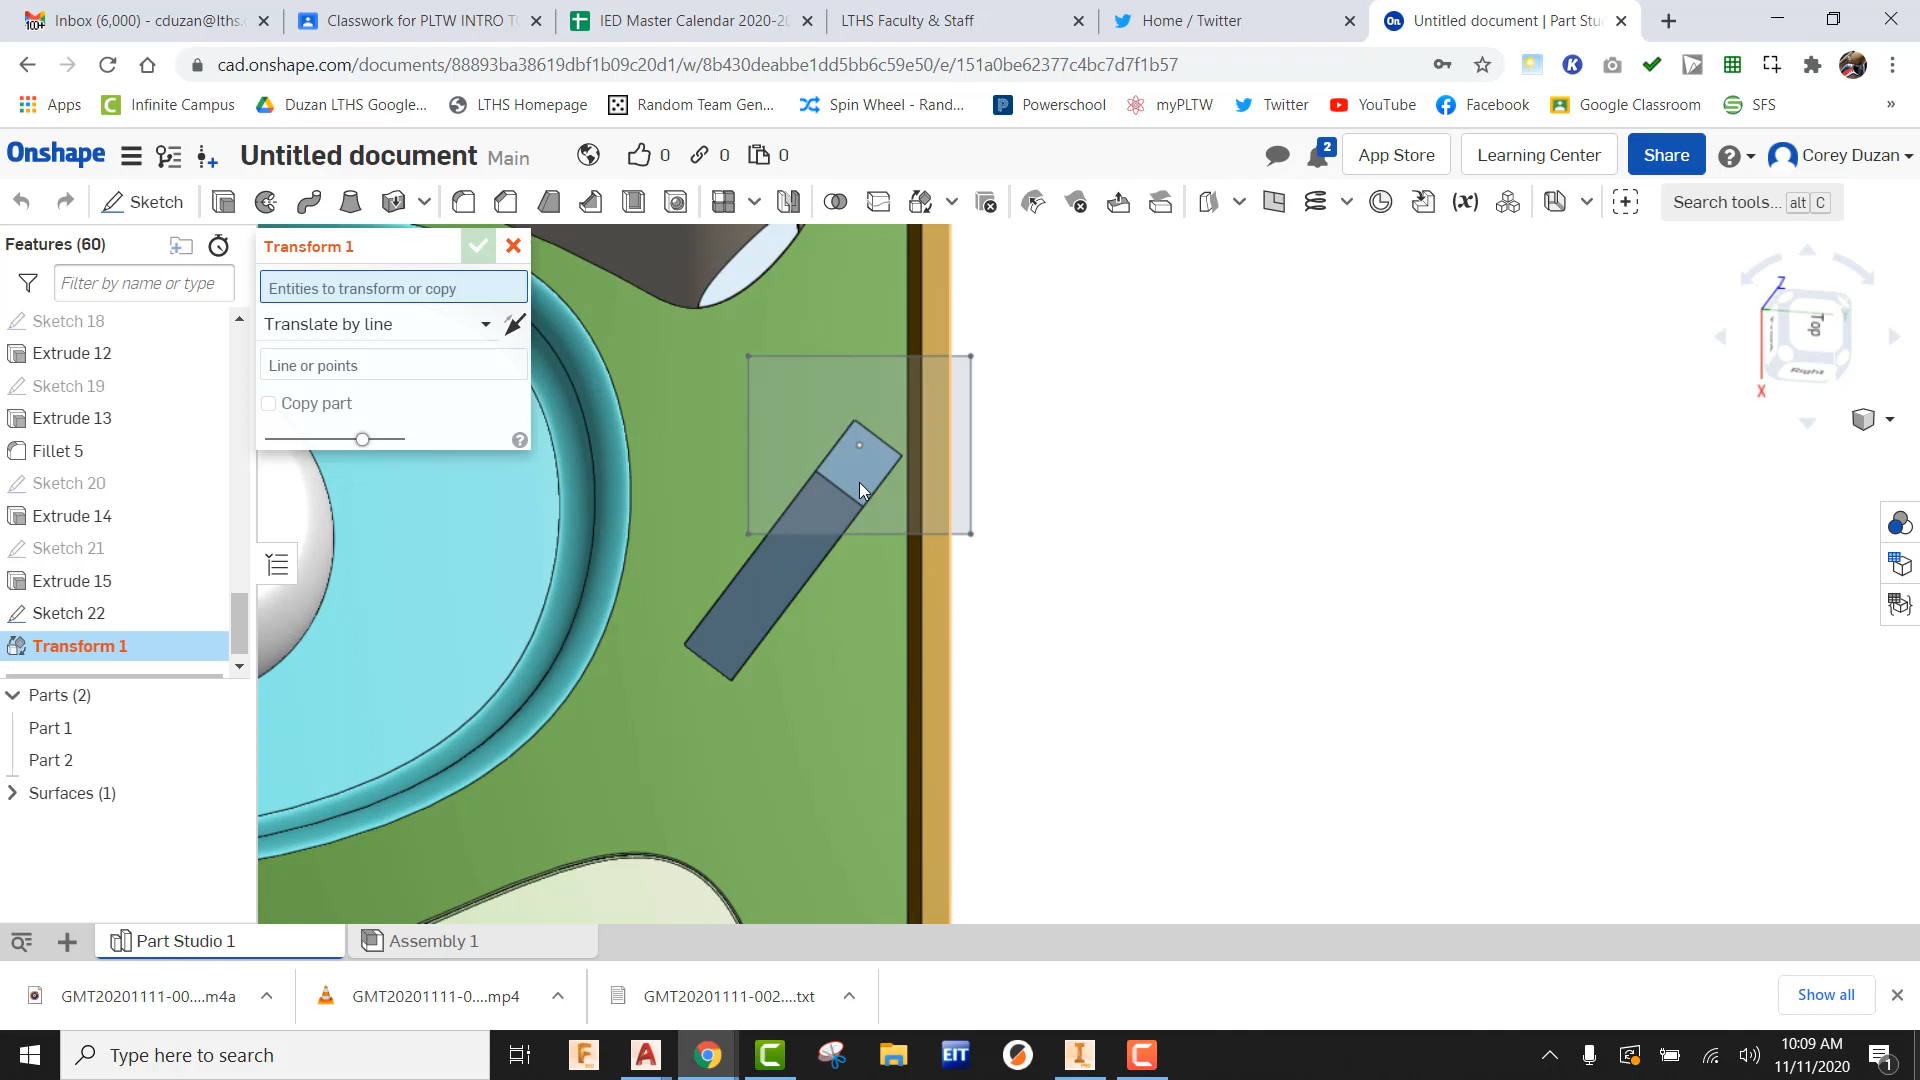 Inbox (6,000) - cduzan@lths.
Classwork for PLTW INTRO T
IED Master Calendar 2020-20
LTHS Faculty & Staff
Home / Twitter
Untitled document | Part Stu
cad.onshape.com/documents/88893ba38619dbf1b09c20d1/w/8b430deabbe1dd5bb6c59e50/e/151a0be62377c4bc7d7f1b57
Apps
Infinite Campus
Duzan LTHS Google...
LTHS Homepage
Random Team Gen...
Spin Wheel - Rand...
Powerschool
myPLTW
Twitter
YouTube
Facebook
Google Classroom
SFS
»
Onshape
Untitled document Main
0
0
0
2
App Store
Learning Center
Share
Corey Duzan
Sketch
Search tools... alt C
Features (60)
Filter by name or type
Sketch 18
Extrude 12
Sketch 19
Extrude 13
Fillet 5
Sketch 20
Extrude 14
Sketch 21
Extrude 15
Sketch 22
Transform 1
Parts (2)
Part 1
Part 2
Surfaces (1)
Transform 1
Entities to transform or copy
Translate by line
Line or points
Copy part
Z
Top
Right
X
Part Studio 1
Assembly 1
GMT20201111-00....m4a
GMT20201111-0....mp4
GMT20201111-002....txt
Show all
Type here to search
EIT
10:09 AM
11/11/2020
1